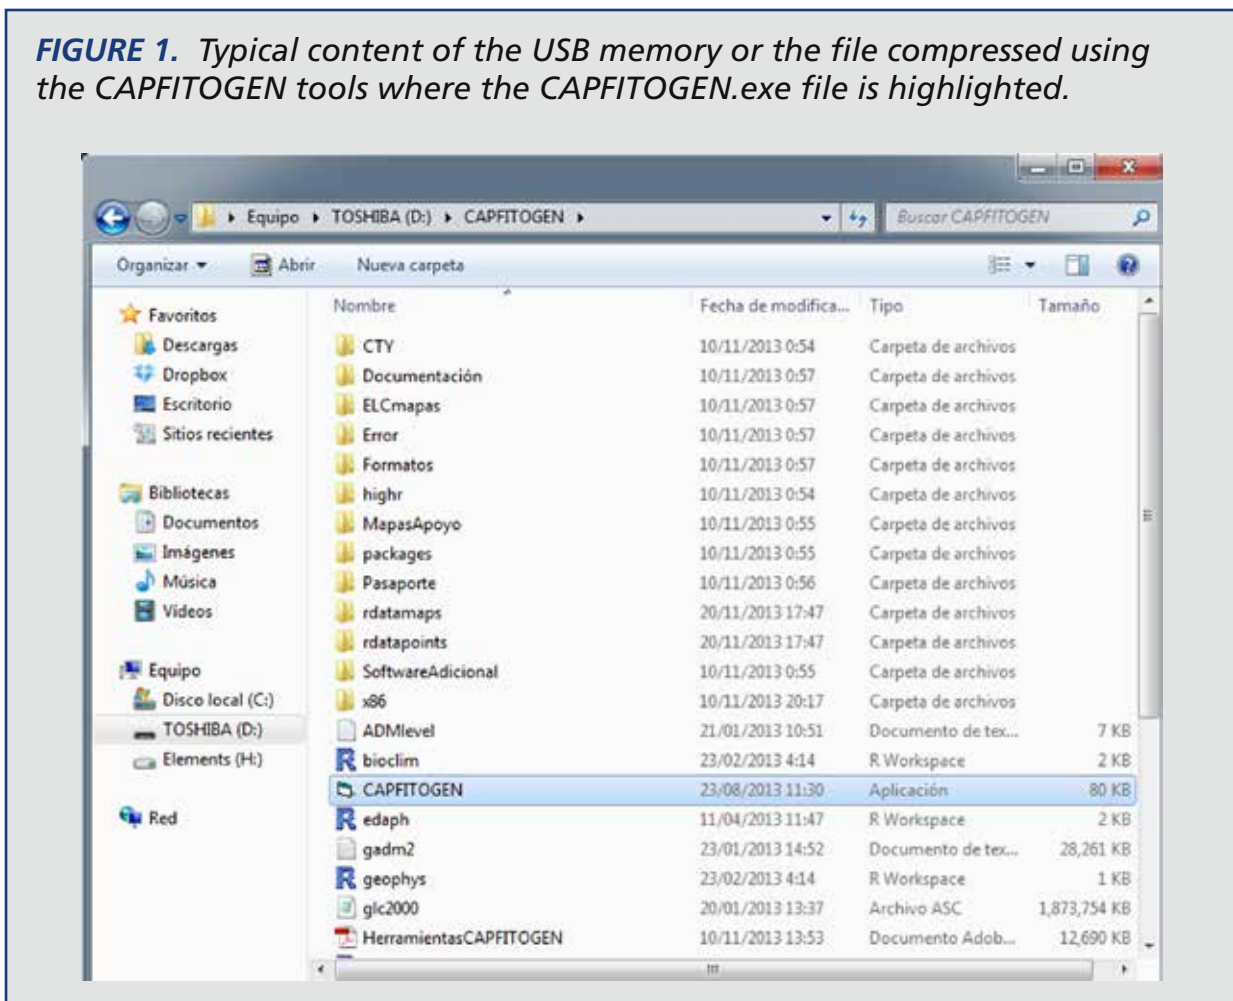 FIGURE 1. Typical content of the USB memory or the file compressed using
the CAPFITOGEN tools where the CAPFITOGEN.exe file is highlighted.
Equipo TOSHIBA (D:) CAPFITOGEN
Buscar CAPFITOGEN
Organizar Abrir Nueva carpeta
Favoritos
Descargas
Dropbox
Escritorio
Sitios recientes
Bibliotecas
Documentos
Imágenes
Música
Vídeos
Equipo
Disco local (C:)
TOSHIBA (D:)
Elements (H:)
Red
Nombre Fecha de modifica... Tipo Tamaño
CTY 10/11/2013 0:54 Carpeta de archivos
Documentación 10/11/2013 0:57 Carpeta de archivos
ELCmapas 10/11/2013 0:57 Carpeta de archivos
Error 10/11/2013 0:57 Carpeta de archivos
Formatos 10/11/2013 0:57 Carpeta de archivos
highr 10/11/2013 0:54 Carpeta de archivos
MapasApoyo 10/11/2013 0:55 Carpeta de archivos
packages 10/11/2013 0:55 Carpeta de archivos
Pasaporte 10/11/2013 0:56 Carpeta de archivos
rdatamaps 20/11/2013 17:47 Carpeta de archivos
rdatapoints 20/11/2013 17:47 Carpeta de archivos
SoftwareAdicional 10/11/2013 0:55 Carpeta de archivos
x86 10/11/2013 20:17 Carpeta de archivos
ADMlevel 21/01/2013 10:51 Documento de tex... 7 KB
bioclim 23/02/2013 4:14 R Workspace 2 KB
CAPFITOGEN 23/08/2013 11:30 Aplicación 80 KB
edaph 11/04/2013 11:47 R Workspace 2 KB
gadm2 23/01/2013 14:52 Documento de tex... 28,261 KB
geophys 23/02/2013 4:14 R Workspace 1 KB
glc2000 20/01/2013 13:37 Archivo ASC 1,873,754 KB
HerramientasCAPFITOGEN 10/11/2013 13:53 Documento Adob... 12,690 KB